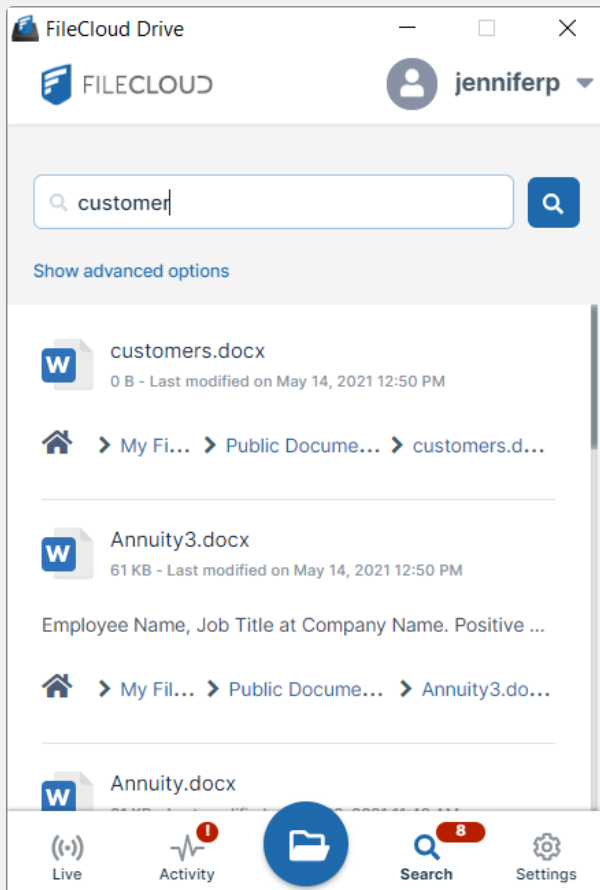 FileCloud Drive
FILECLOUD
jenniferp
customer
Show advanced options
customers.docx
0 B - Last modified on May 14, 2021 12:50 PM
My Fi... Public Docume... customers.d...
Annuity3.docx
61 KB - Last modified on May 14, 2021 12:50 PM
Employee Name, Job Title at Company Name. Positive ...
My Fil... Public Docume... Annuity3.do...
Annuity.docx
! 8
Live Activity Search Settings